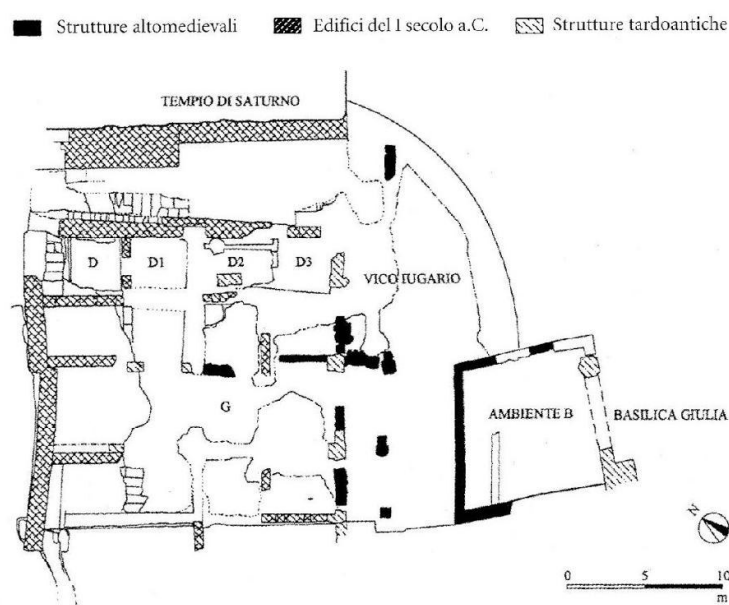 Strutture altomedievali Edifici del I secolo a.C. Strutture tardoantiche
TEMPIO DI SATURNO
D D1 D2 D3
VICO IUGARIO
G
AMBIENTE B BASILICA GIULIA
N
0 5 10
m